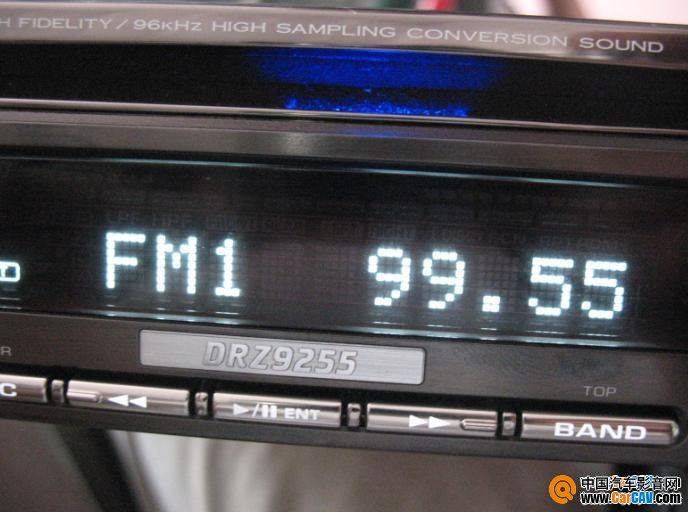 H FIDELITY / 96kHz HIGH SAMPLING CONVERSION SOUND
FM1 99.55
DRZ9255
R
TOP
C ◄◄ ►/II ENT ►► BAND
中国汽车影音网
www.CarCAV.com